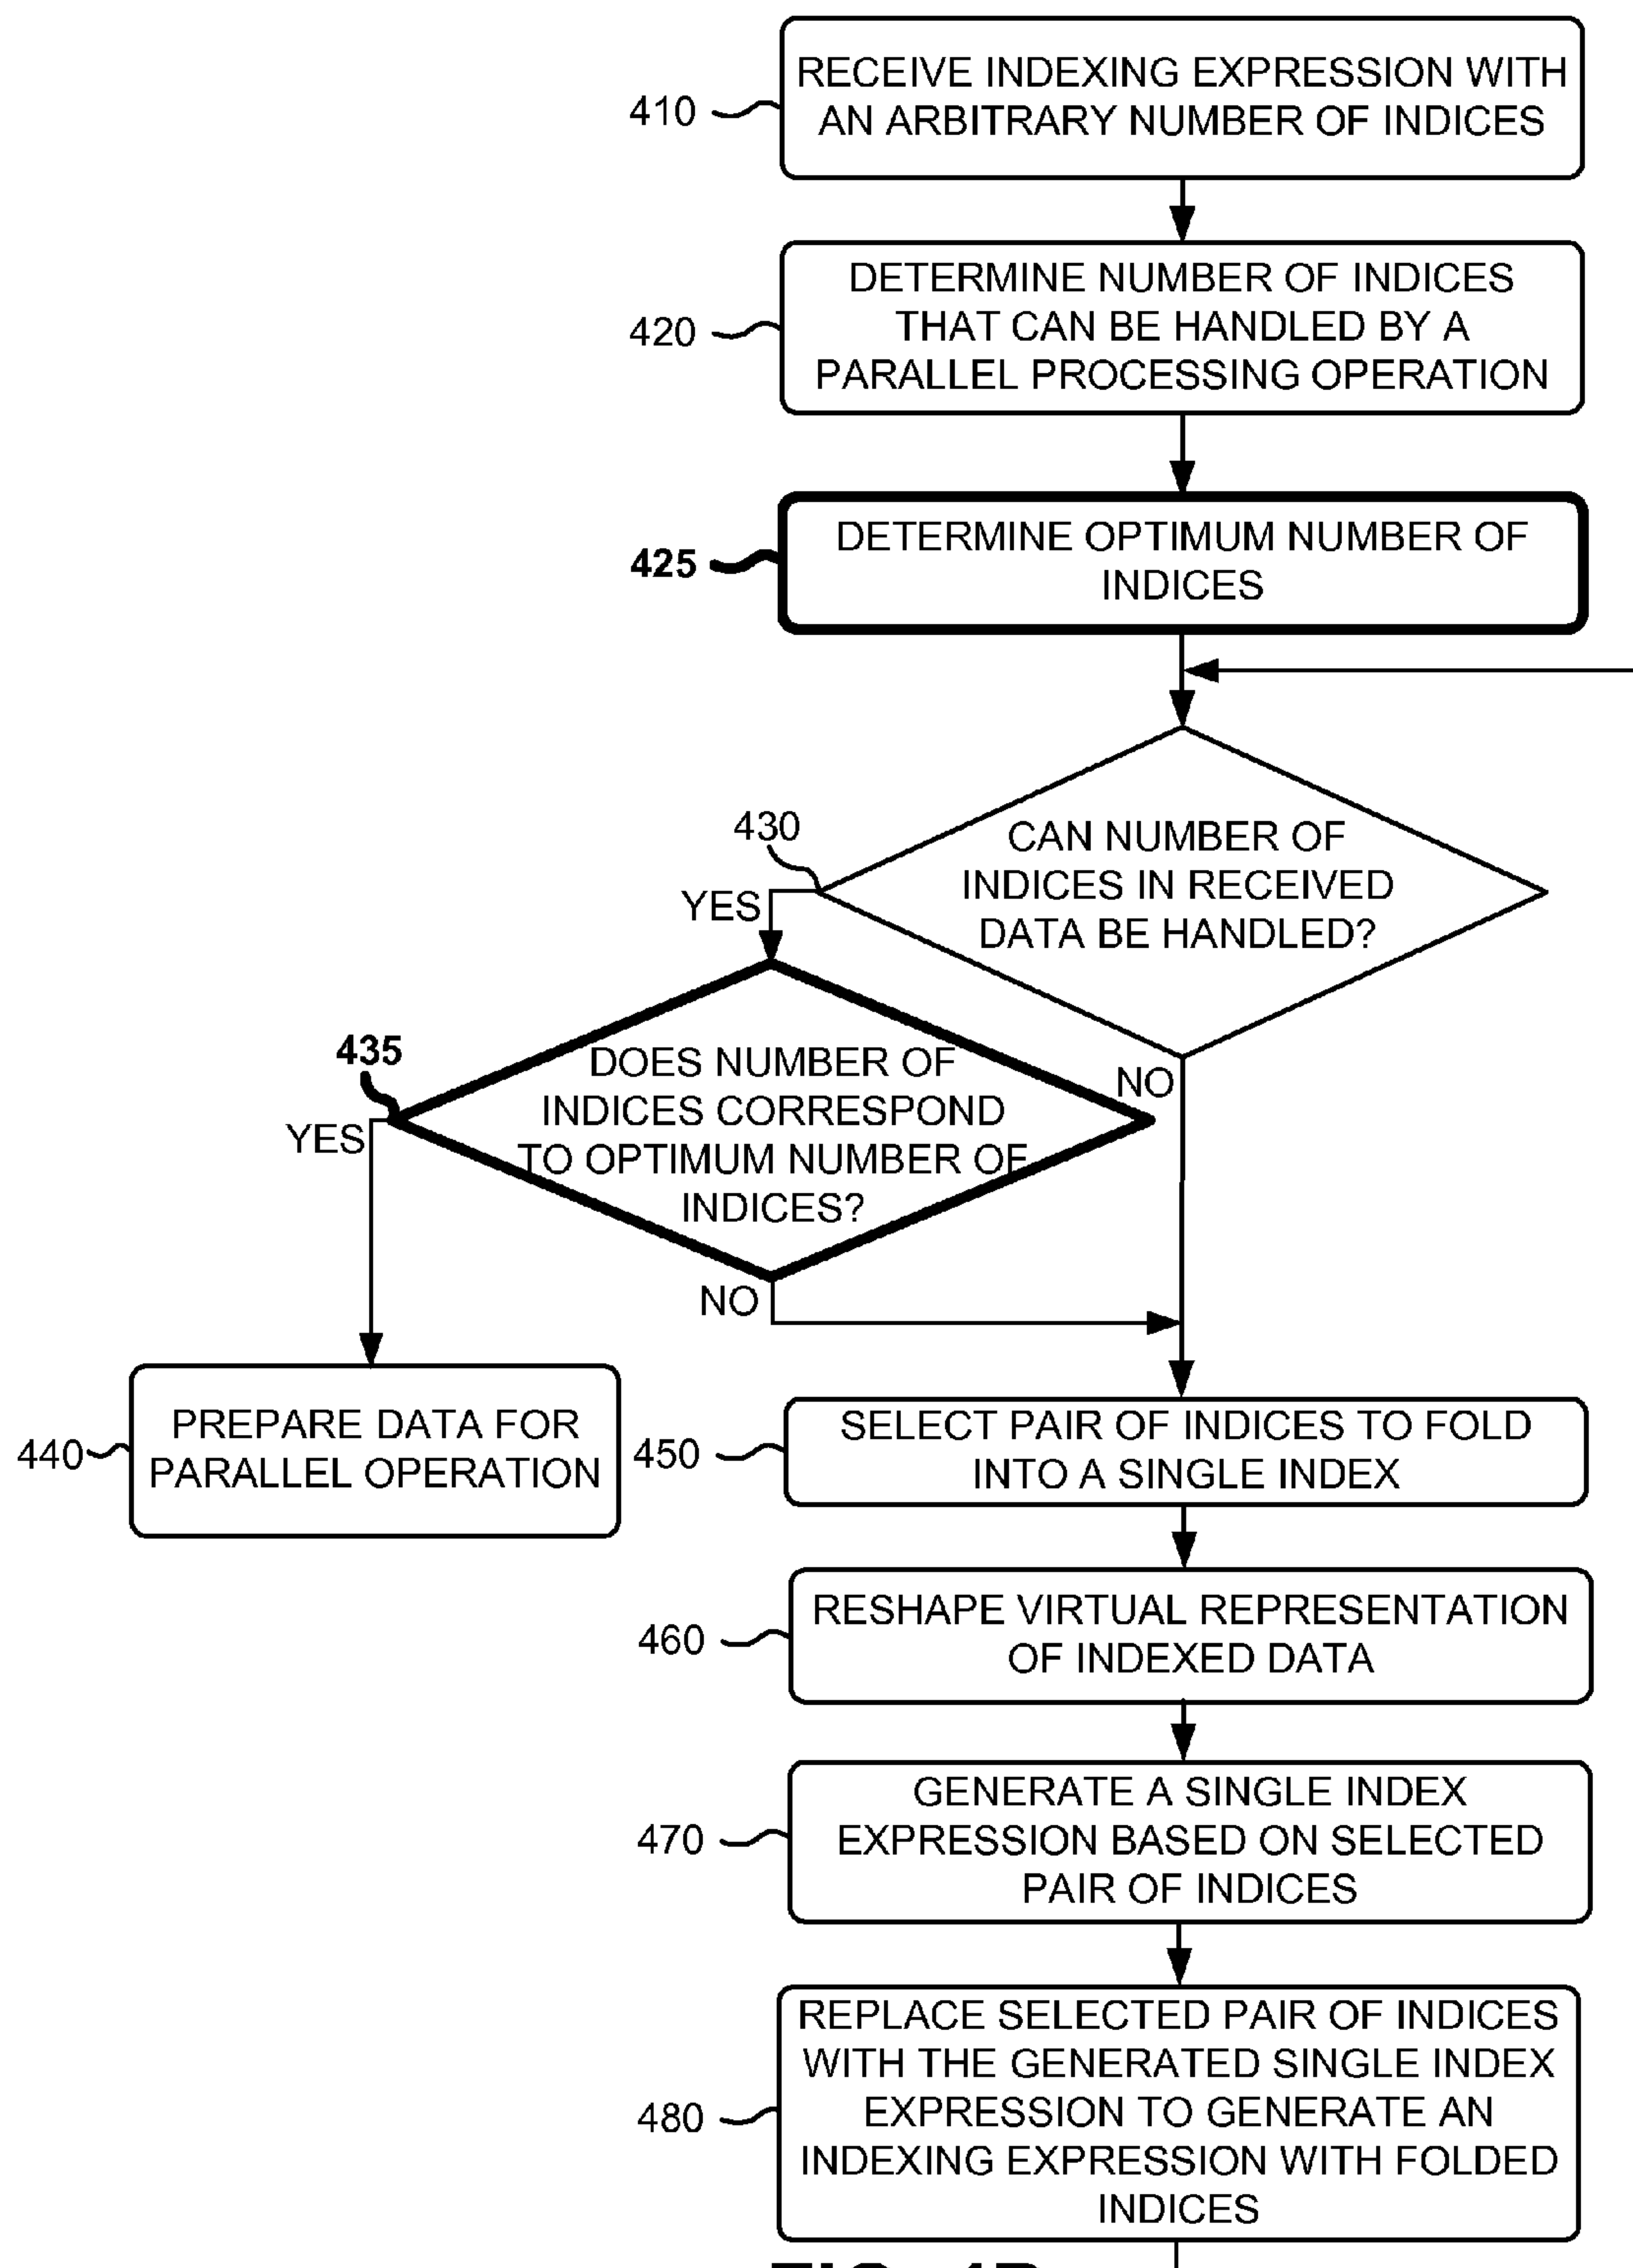 RECEIVE INDEXING EXPRESSION WITH
AN ARBITRARY NUMBER OF INDICES
410
DETERMINE NUMBER OF INDICES
THAT CAN BE HANDLED BY A
PARALLEL PROCESSING OPERATION
420
DETERMINE OPTIMUM NUMBER OF
INDICES
425
430
CAN NUMBER OF
INDICES IN RECEIVED
DATA BE HANDLED?
YES
NO
435
DOES NUMBER OF
INDICES CORRESPOND
TO OPTIMUM NUMBER OF
INDICES?
YES
NO
440
PREPARE DATA FOR
PARALLEL OPERATION
450
SELECT PAIR OF INDICES TO FOLD
INTO A SINGLE INDEX
460
RESHAPE VIRTUAL REPRESENTATION
OF INDEXED DATA
470
GENERATE A SINGLE INDEX
EXPRESSION BASED ON SELECTED
PAIR OF INDICES
480
REPLACE SELECTED PAIR OF INDICES
WITH THE GENERATED SINGLE INDEX
EXPRESSION TO GENERATE AN
INDEXING EXPRESSION WITH FOLDED
INDICES